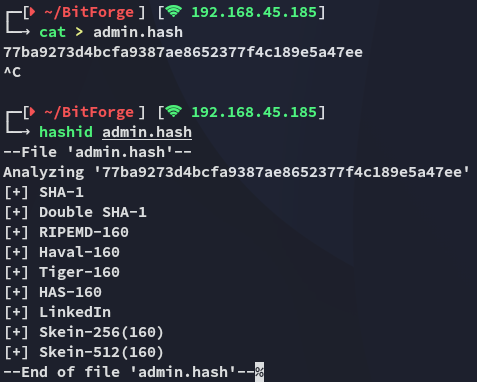 ┌─[ ~/BitForge ] [ 192.168.45.185]
└─→ cat > admin.hash
77ba9273d4bcfa9387ae8652377f4c189e5a47ee
^C
┌─[ ~/BitForge ] [ 192.168.45.185]
└─→ hashid admin.hash
--File 'admin.hash'--
Analyzing '77ba9273d4bcfa9387ae8652377f4c189e5a47ee'
[+] SHA-1
[+] Double SHA-1
[+] RIPEMD-160
[+] Haval-160
[+] Tiger-160
[+] HAS-160
[+] LinkedIn
[+] Skein-256(160)
[+] Skein-512(160)
--End of file 'admin.hash'--%